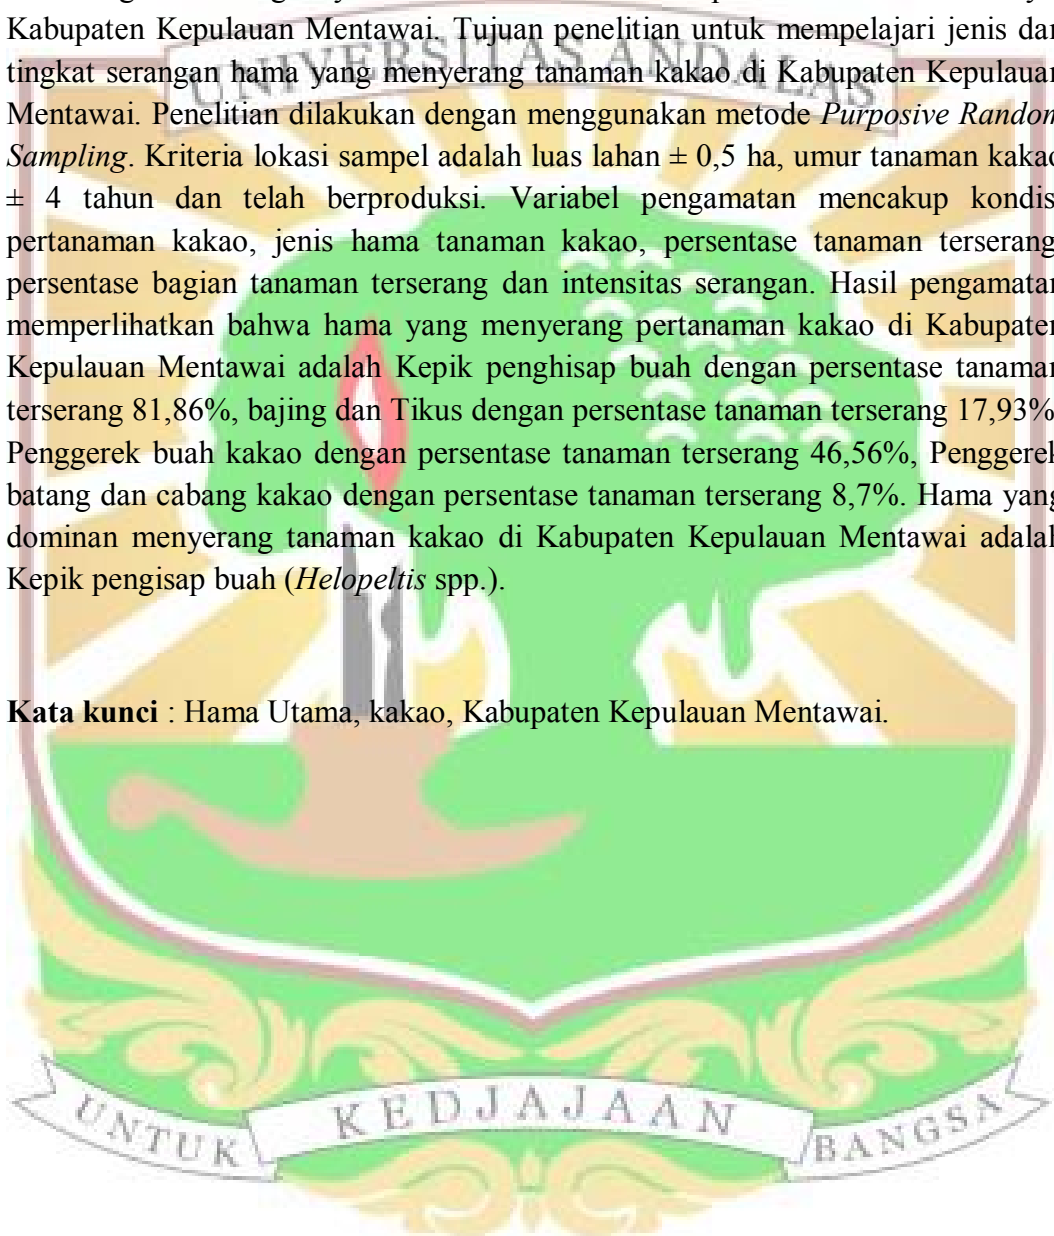 Kabupaten Kepulauan Mentawai. Tujuan penelitian untuk mempelajari jenis dan
tingkat serangan hama yang menyerang tanaman kakao di Kabupaten Kepulauan
Mentawai. Penelitian dilakukan dengan menggunakan metode Purposive Random
Sampling. Kriteria lokasi sampel adalah luas lahan ± 0,5 ha, umur tanaman kakao
± 4 tahun dan telah berproduksi. Variabel pengamatan mencakup kondisi
pertanaman kakao, jenis hama tanaman kakao, persentase tanaman terserang
persentase bagian tanaman terserang dan intensitas serangan. Hasil pengamatan
memperlihatkan bahwa hama yang menyerang pertanaman kakao di Kabupaten
Kepulauan Mentawai adalah Kepik penghisap buah dengan persentase tanaman
terserang 81,86%, bajing dan Tikus dengan persentase tanaman terserang 17,93%
Penggerek buah kakao dengan persentase tanaman terserang 46,56%, Penggerek
batang dan cabang kakao dengan persentase tanaman terserang 8,7%. Hama yang
dominan menyerang tanaman kakao di Kabupaten Kepulauan Mentawai adalah
Kepik pengisap buah (Helopeltis spp.).
Kata kunci : Hama Utama, kakao, Kabupaten Kepulauan Mentawai.
UNIVERSITAS ANDALAS
UNTUK KEDJAJAAN BANGSA